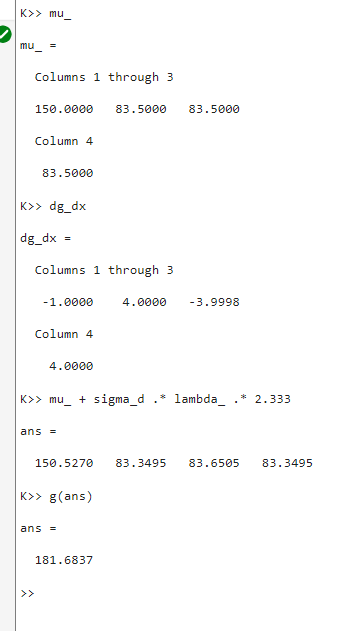 K>> mu_
mu_ =
Columns 1 through 3
150.0000 83.5000 83.5000
Column 4
83.5000
K>> dg_dx
dg_dx =
Columns 1 through 3
-1.0000 4.0000 -3.9998
Column 4
4.0000
K>> mu_ + sigma_d .* lambda_ .* 2.333
ans =
150.5270 83.3495 83.6505 83.3495
K>> g(ans)
ans =
181.6837
>>